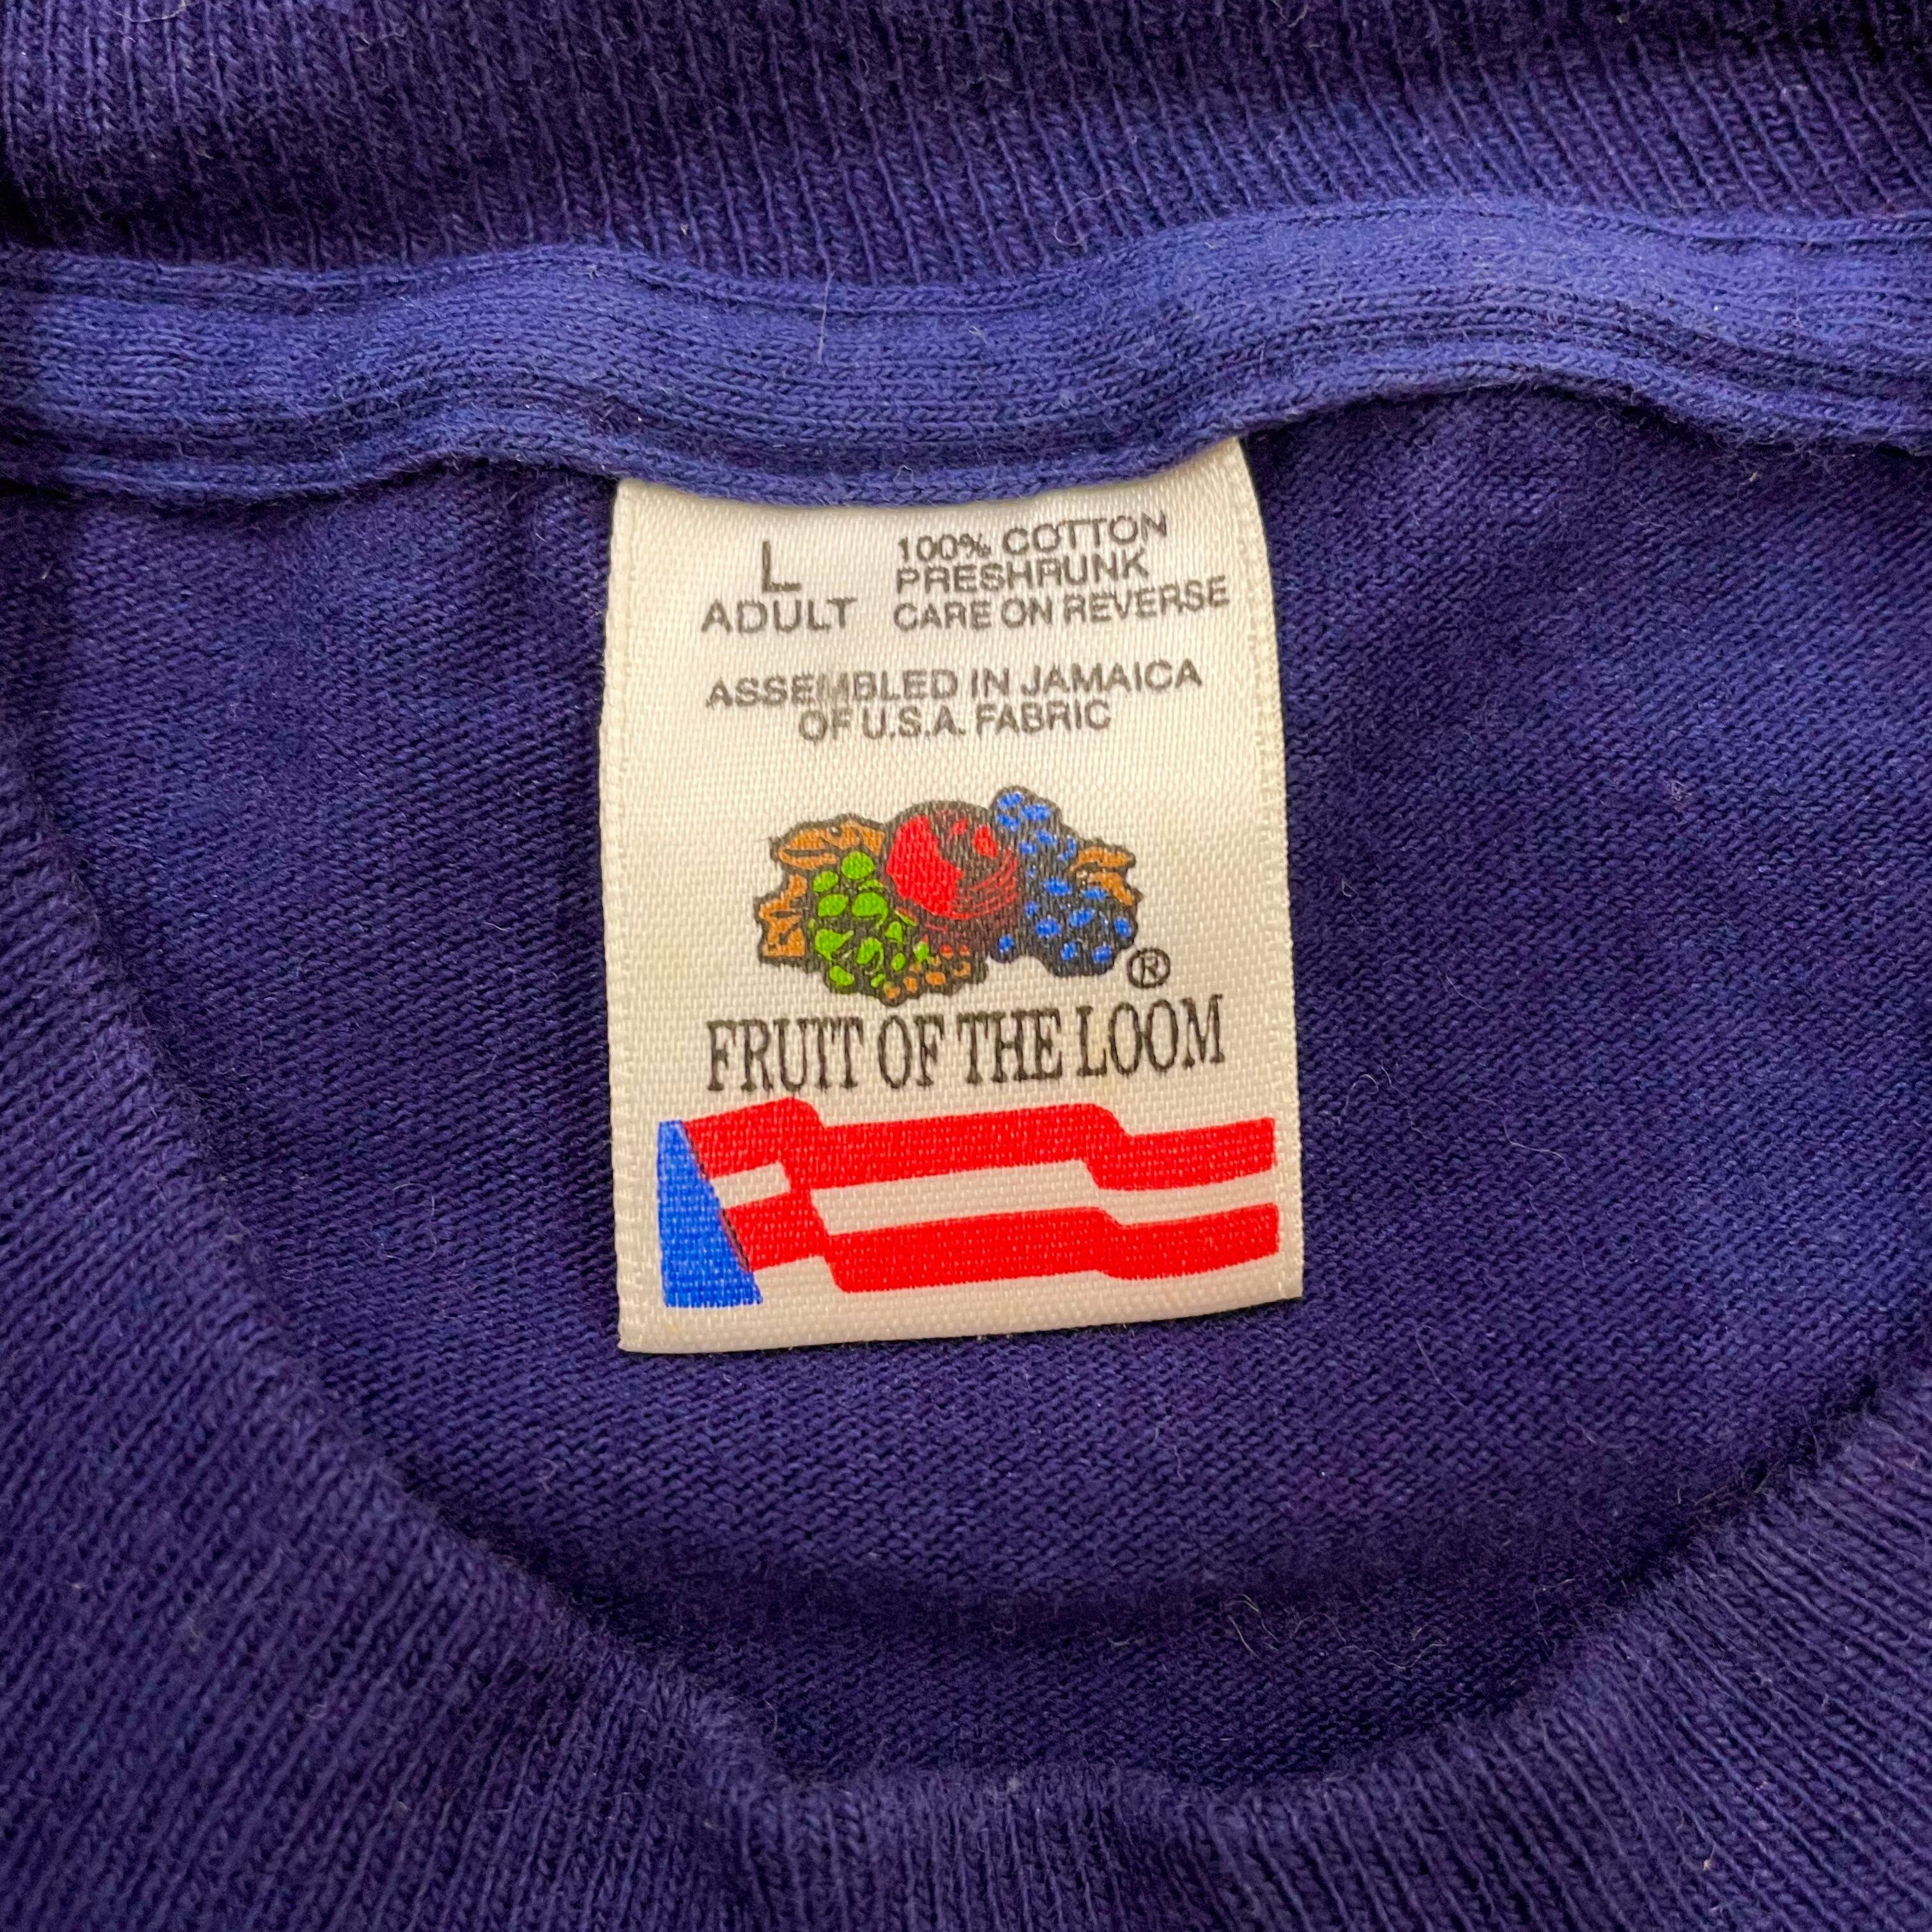 L
ADULT
100% COTTON
PRESHRUNK
CARE ON REVERSE
ASSEMBLED IN JAMAICA
OF U.S.A. FABRIC
®
FRUIT OF THE LOOM